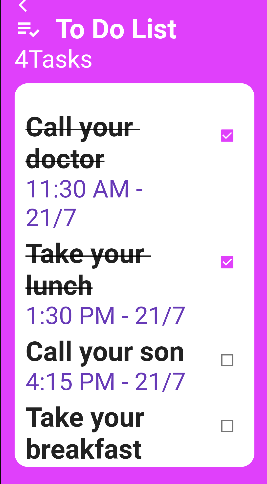 To Do List
4Tasks
Call your
doctor
11:30 AM -
21/7
Take your
lunch
1:30 PM - 21/7
Call your son
4:15 PM - 21/7
Take your
breakfast